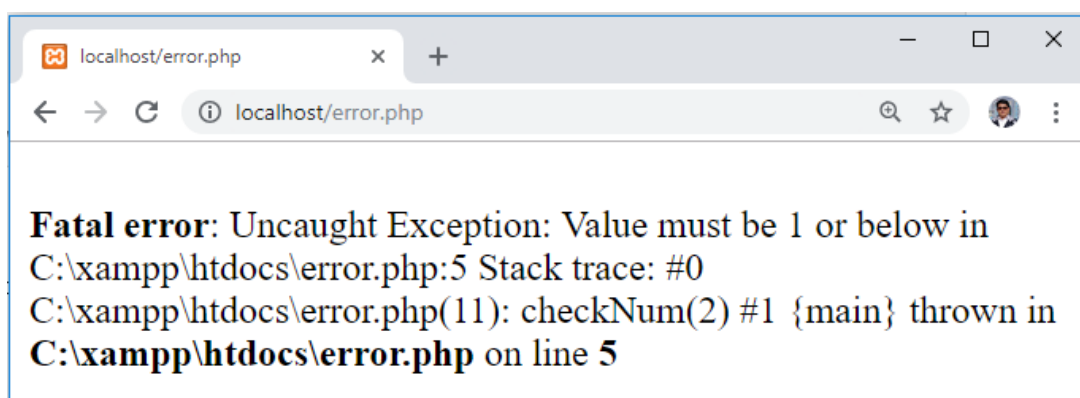 localhost/error.php
localhost/error.php
Fatal error: Uncaught Exception: Value must be 1 or below in
C:\xampp\htdocs\error.php:5 Stack trace: #0
C:\xampp\htdocs\error.php(11): checkNum(2) #1 {main} thrown in
C:\xampp\htdocs\error.php on line 5